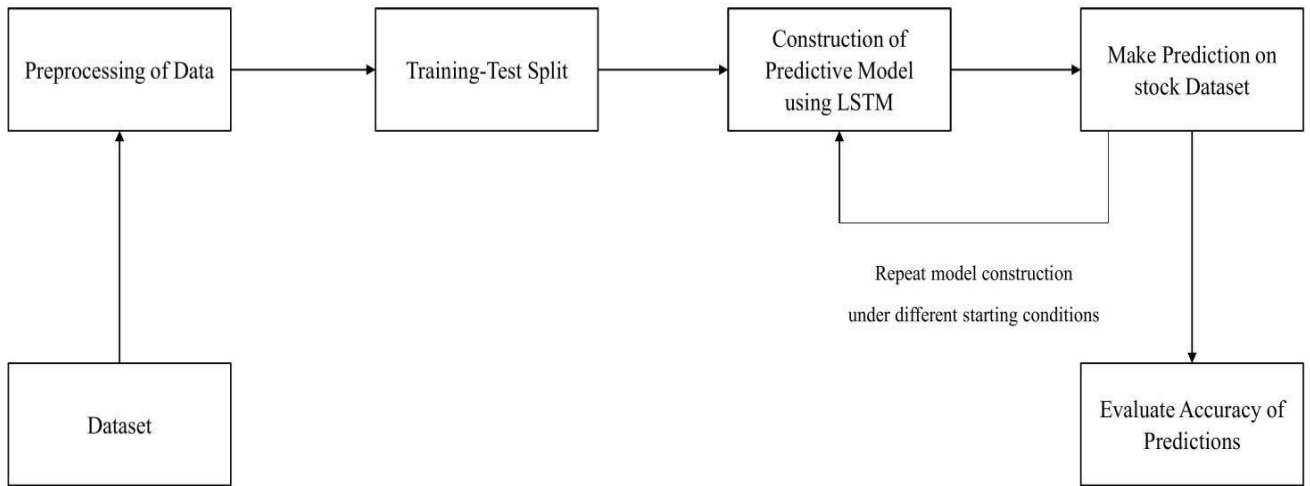 Preprocessing of Data
Training-Test Split
Construction of
Predictive Model
using LSTM
Make Prediction on
stock Dataset
Repeat model construction
under different starting conditions
Dataset
Evaluate Accuracy of
Predictions